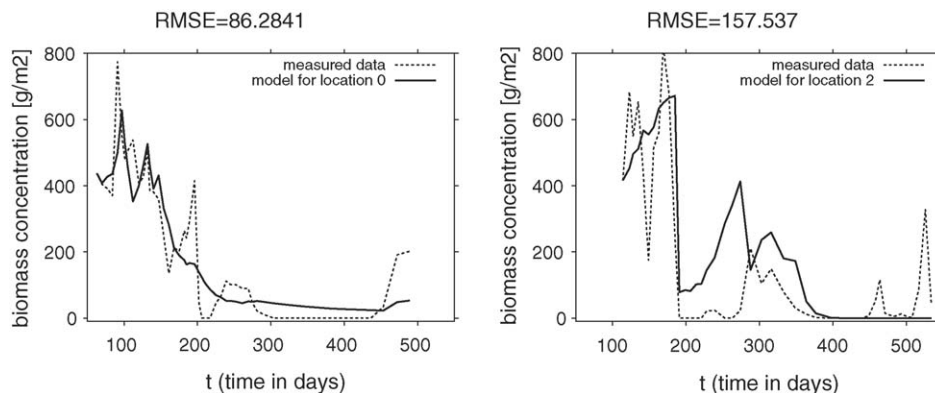 RMSE=86.2841
biomass concentration [g/m2]
800
600
400
200
0
measured data
model for location 0
100 200 300 400 500
t (time in days)
RMSE=157.537
biomass concentration [g/m2]
800
600
400
200
0
measured data
model for location 2
100 200 300 400 500
t (time in days)